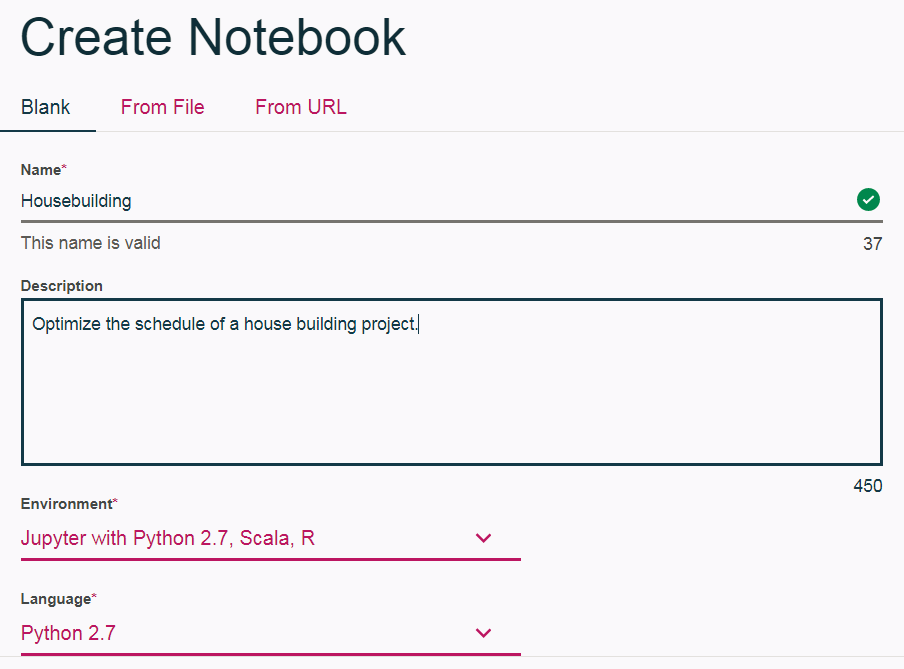 Create Notebook
Blank From File From URL
Name*
Housebuilding
This name is valid 37
Description
Optimize the schedule of a house building project.
450
Environment*
Jupyter with Python 2.7, Scala, R
Language*
Python 2.7